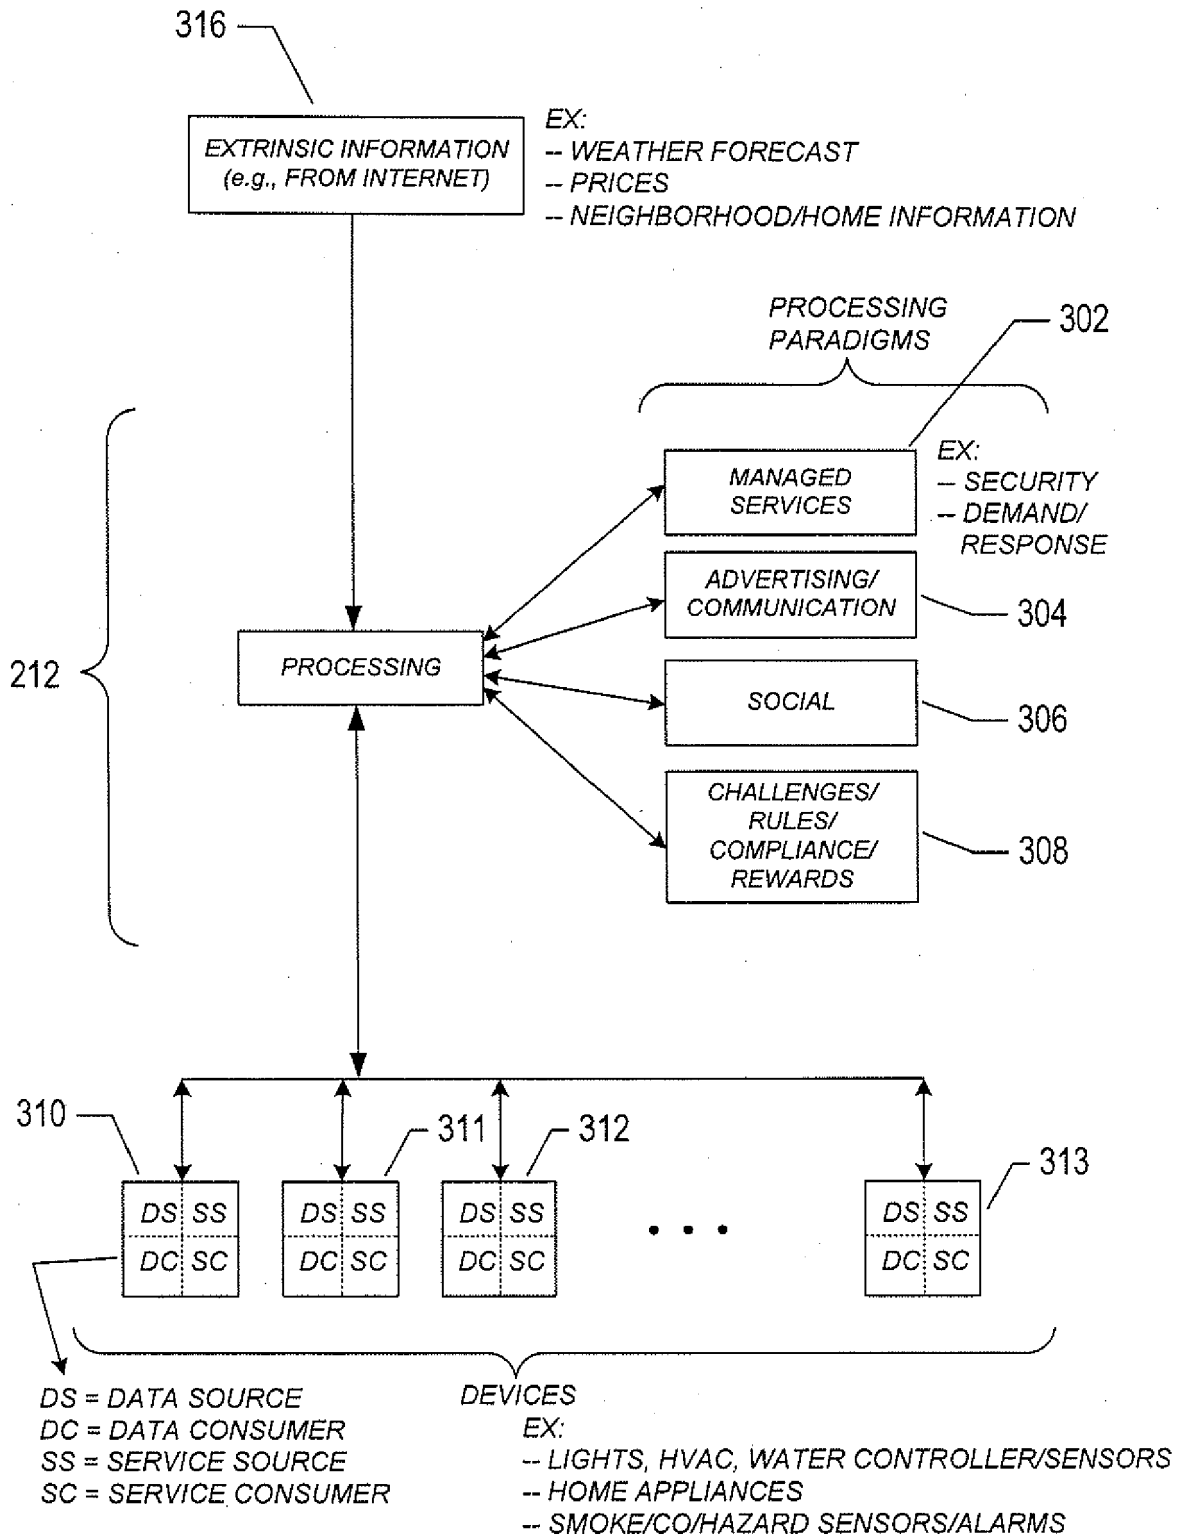 316
EXTRINSIC INFORMATION
(e.g., FROM INTERNET)
EX:
-- WEATHER FORECAST
-- PRICES
-- NEIGHBORHOOD/HOME INFORMATION
PROCESSING
PARADIGMS
302
MANAGED
SERVICES
EX:
-- SECURITY
-- DEMAND/
RESPONSE
ADVERTISING/
COMMUNICATION
304
212
PROCESSING
SOCIAL
306
CHALLENGES/
RULES/
COMPLIANCE/
REWARDS
308
310
311
312
313
DS SS
DC SC
DS SS
DC SC
DS SS
DC SC
• • •
DS SS
DC SC
DS = DATA SOURCE
DC = DATA CONSUMER
SS = SERVICE SOURCE
SC = SERVICE CONSUMER
DEVICES
EX:
-- LIGHTS, HVAC, WATER CONTROLLER/SENSORS
-- HOME APPLIANCES
-- SMOKE/CO/HAZARD SENSORS/ALARMS